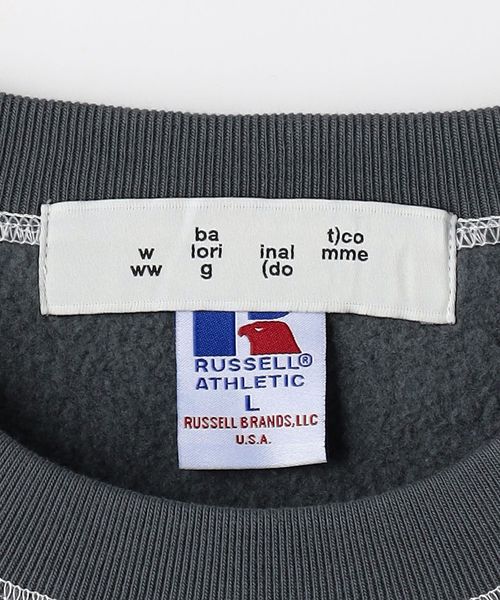 ba t)co
w lori inal mme
ww g (do
RUSSELL®
ATHLETIC
L
RUSSELL BRANDS,LLC
U.S.A.